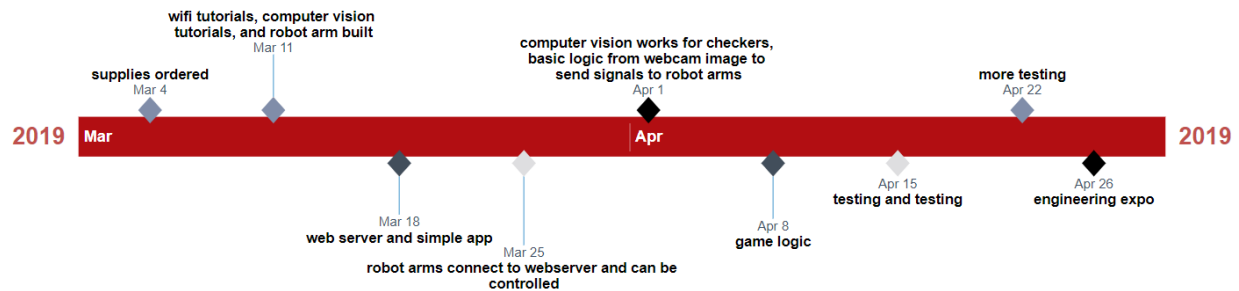 wifi tutorials, computer vision
tutorials, and robot arm built
Mar 11
computer vision works for checkers,
basic logic from webcam image to
send signals to robot arms
Apr 1
supplies ordered
Mar 4
more testing
Apr 22
2019
Mar
Apr
2019
Mar 18
web server and simple app
Mar 25
robot arms connect to webserver and can be
controlled
Apr 8
game logic
Apr 15
testing and testing
Apr 26
engineering expo